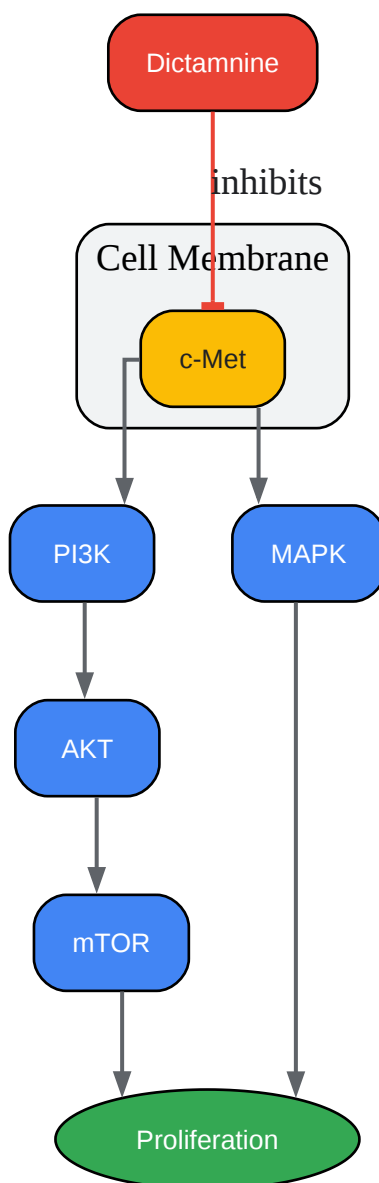 Dictamnine
inhibits
Cell Membrane
c-Met
PI3K
MAPK
AKT
mTOR
Proliferation